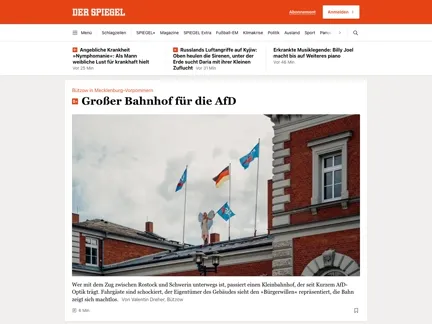 DER SPIEGEL
Abonnement
Anmelden
Menü
Schlagzeilen
SPIEGEL+
Magazine
SPIEGEL Extra
Fußball-EM
Klimakrise
Politik
Ausland
Sport
Angebliche Krankheit
»Nymphomanie«: Als Mann
weibliche Lust für krankhaft hielt
Vor 26 Min
Russlands Luftangriffe auf Kyjiw:
Oben heulen die Sirenen, unter
der Erde sucht Daria mit ihrer Kleinen
Zuflucht Vor 31 Min
Erkrankte Musiklegende: Billy Joel
macht bis auf Weiteres piano
Vor 46 Min
Bützow in Mecklenburg-Vorpommern
Großer Bahnhof für die AfD
Wer mit dem Zug zwischen Rostock und Schwerin unterwegs ist, passiert einen Kleinbahnhof, der seit Kurzem AfD-
Optik trägt. Fahrgäste sind schockiert, der Eigentümer des Gebäudes sieht den »Bürgerwillen« repräsentiert, die Bahn
zeigt sich machtlos. Von Valentin Dreher, Bützow
6 Min